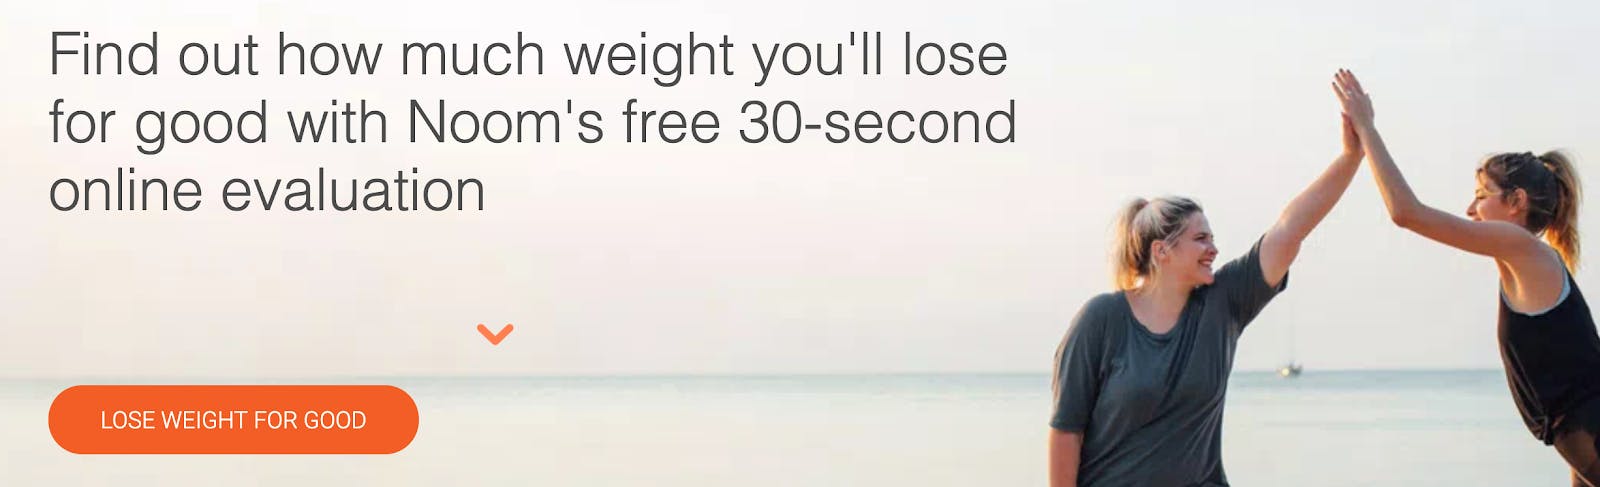 Find out how much weight you'll lose
for good with Noom's free 30-second
online evaluation
LOSE WEIGHT FOR GOOD